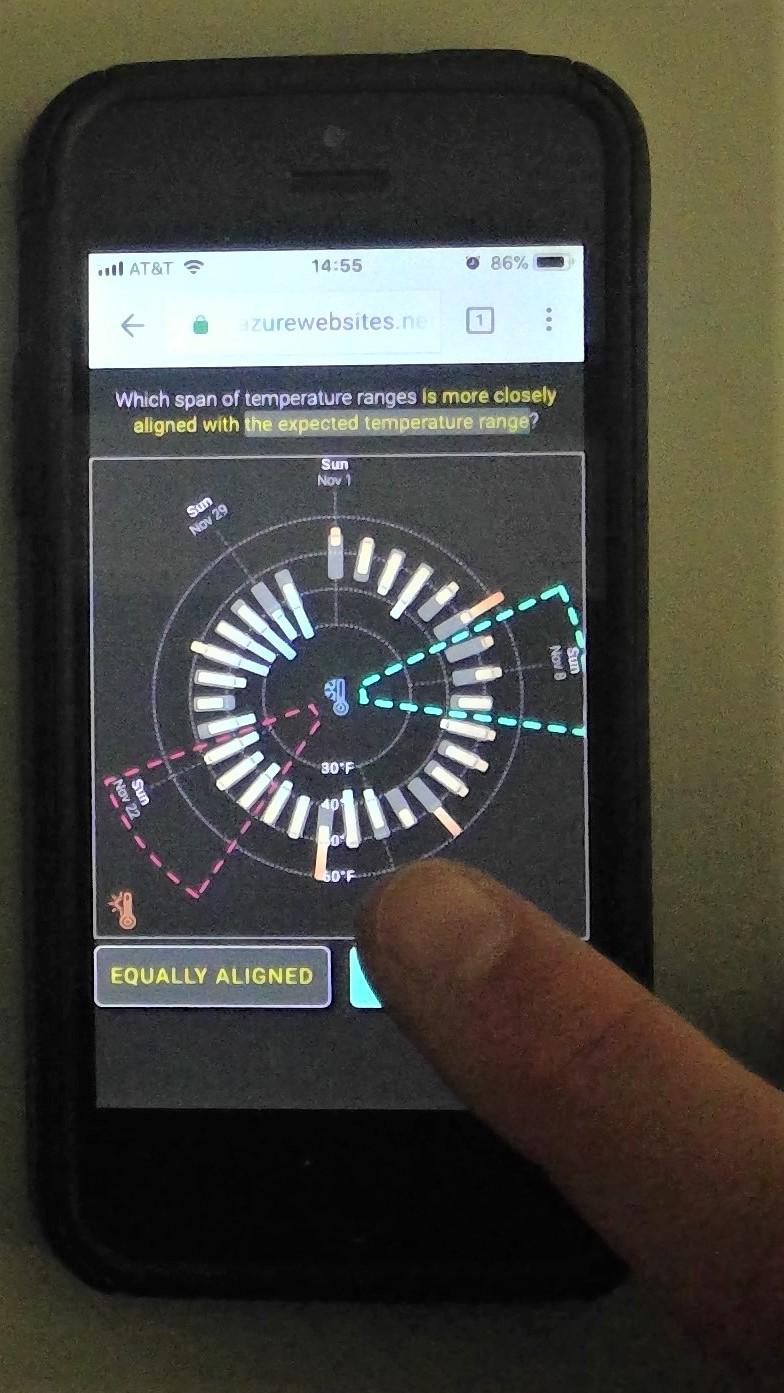 AT&T 14:55 86%
azurewebsites.ne
1
Which span of temperature ranges is more closely
aligned with the expected temperature range?
Sun
Nov 1
Sun
Nov 29
Sun
Nov 8
Sun
Nov 22
30°F
40°
50°F
EQUALLY ALIGNED